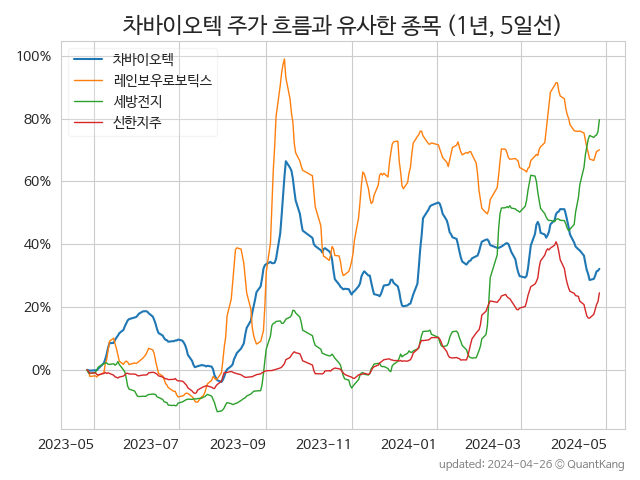 차바이오텍 주가 흐름과 유사한 종목 (1년, 5일선)
차바이오텍
레인보우로보틱스
세방전지
신한지주
100%
80%
60%
40%
20%
0%
2023-05 2023-07 2023-09 2023-11 2024-01 2024-03 2024-05
updated: 2024-04-26 © QuantKang